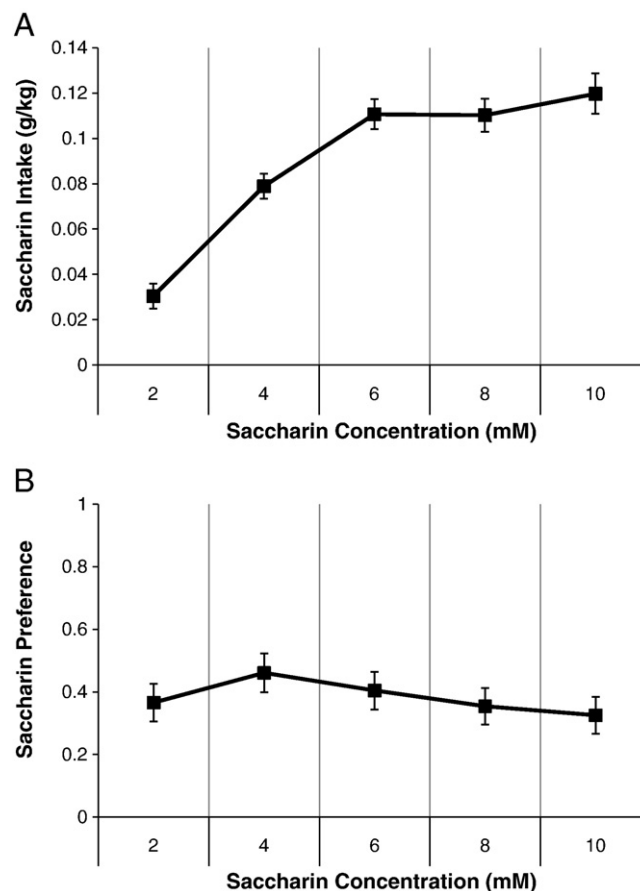 A
Saccharin Intake (g/kg)
0.14
0.12
0.1
0.08
0.06
0.04
0.02
0
2 4 6 8 10
Saccharin Concentration (mM)
B
Saccharin Preference
1
0.8
0.6
0.4
0.2
0
2 4 6 8 10
Saccharin Concentration (mM)